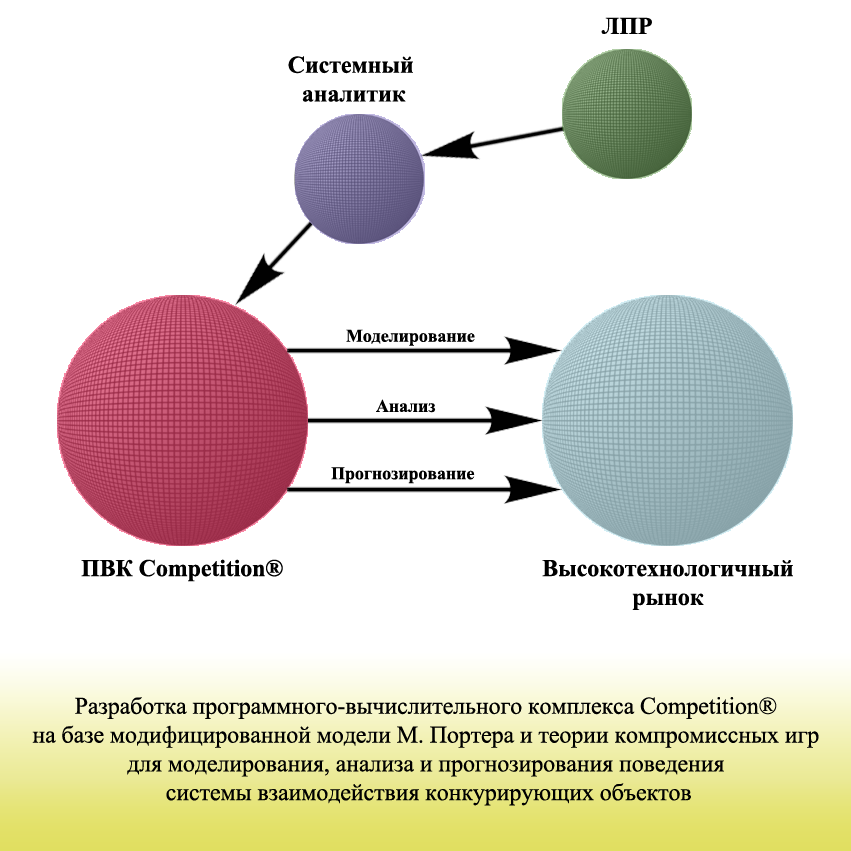 ЛПР
Системный
аналитик
Моделирование
Анализ
Прогнозирование
ПВК Competition®
Высокотехнологичный
рынок
Разработка программного-вычислительного комплекса Competition®
на базе модифицированной модели М. Портера и теории компромиссных игр
для моделирования, анализа и прогнозирования поведения
системы взаимодействия конкурирующих объектов